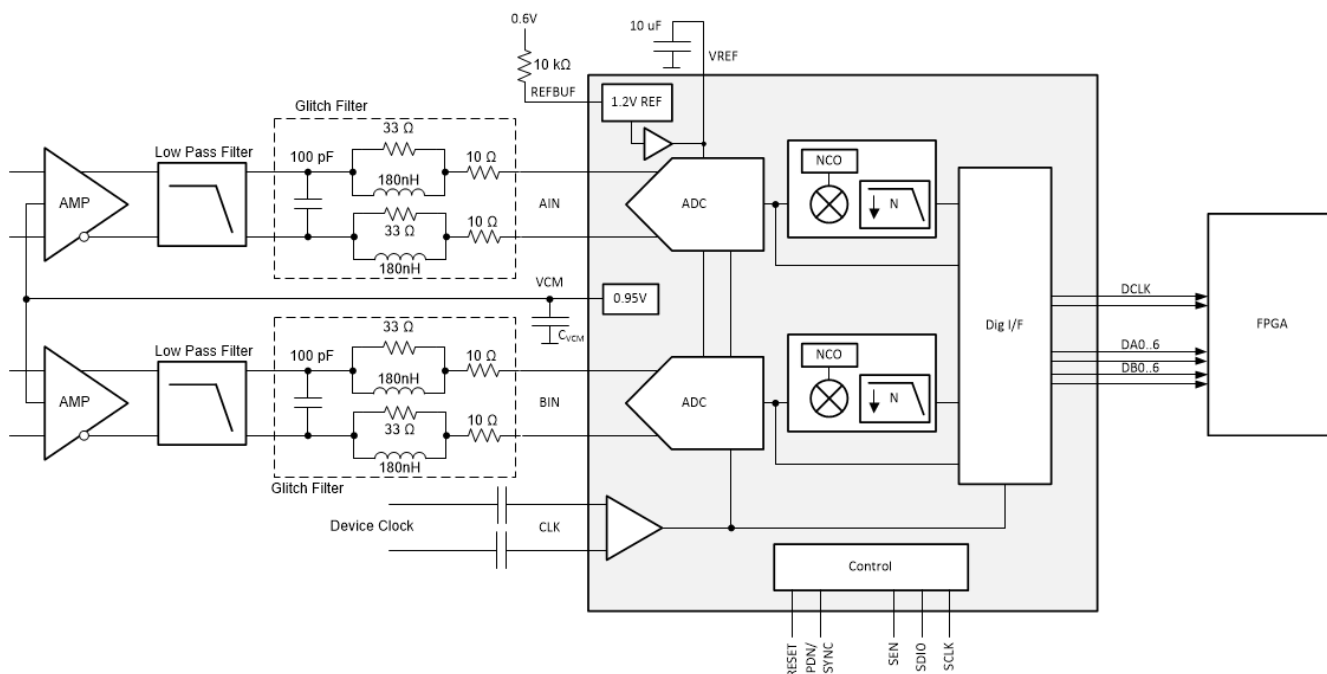 0.6V
10 uF
VREF
10 kΩ
REFBUF
1.2V REF
Glitch Filter
33 Ω
Low Pass Filter
100 pF
10 Ω
180nH
AMP
AIN
ADC
NCO
N
10 Ω
33 Ω
180nH
VCM
0.95V
Dig I/F
DCLK
FPGA
CVCM
33 Ω
Low Pass Filter
100 pF
10 Ω
180nH
AMP
BIN
ADC
NCO
N
DA0..6
DB0..6
10 Ω
33 Ω
180nH
Glitch Filter
Device Clock
CLK
Control
RESET
PDN/
SYNC
SEN
SDIO
SCLK